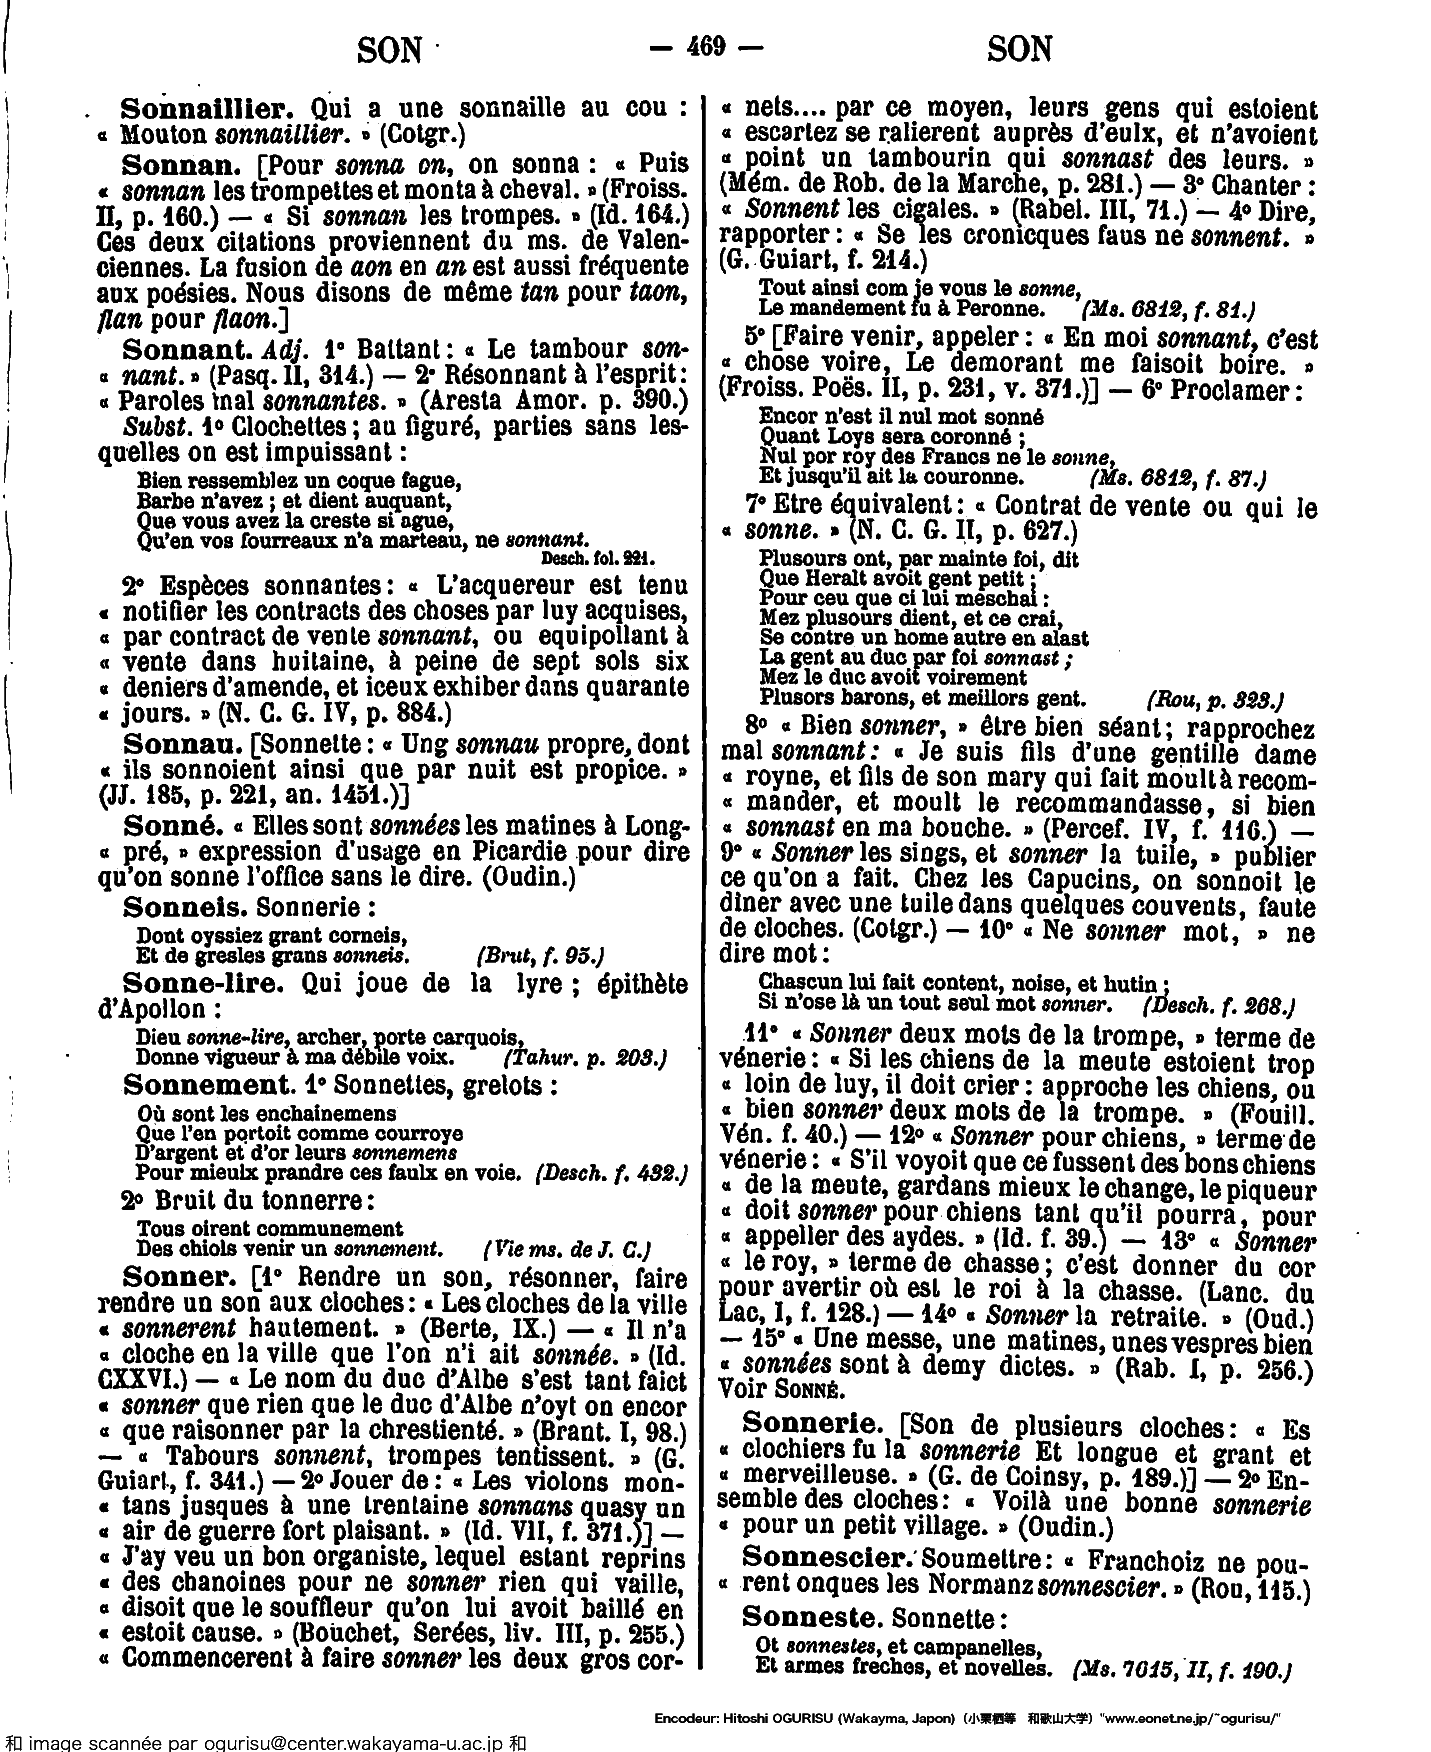 SON
— 469 —
SON
Sonnaillier. Qui a une sonnaille au cou :
« Mouton sonnaillier. » (Cotgr.)
Sonnan. [Pour sonna on, on sonna : « Puis
« sonnan les trompettes et monta à cheval. » (Froiss.
II, p. 160.) — « Si sonnan les trompes. » (Id. 164.)
Ces deux citations proviennent du ms. de Valen-
ciennes. La fusion de aon en an est aussi fréquente
aux poésies. Nous disons de même tan pour taon,
flan pour flaon.]
Sonnant. Adj. 1° Battant : « Le tambour son-
« nant. » (Pasq. II, 314.) — 2° Résonnant à l'esprit :
« Paroles mal sonnantes. » (Aresta Amor. p. 390.)
Subst. 1° Clochettes ; au figuré, parties sans les-
quelles on est impuissant :
Bien ressemblez un coque fague,
Barbe n'avez ; et dient auquant,
Que vous avez la creste si ague,
Qu'en vos fourreaux n'a marteau, ne sonnant.
Desch. fol. 221.
2° Espèces sonnantes : « L'acquereur est tenu
« notifier les contracts des choses par luy acquises,
« par contract de vente sonnant, ou equipollant à
« vente dans huitaine, à peine de sept sols six
« deniers d'amende, et iceux exhiber dans quarante
« jours. » (N. C. G. IV, p. 884.)
Sonnau. [Sonnette : « Ung sonnau propre, dont
« ils sonnoient ainsi que par nuit est propice. »
(JJ. 185, p. 221, an. 1451.)]
Sonné. « Elles sont sonnées les matines à Long-
« pré, » expression d'usage en Picardie pour dire
qu'on sonne l'office sans le dire. (Oudin.)
Sonneis. Sonnerie :
Dont oyssiez grant corneis,
Et de gresles grans sonneis. (Brut, f. 95.)
Sonne-lire. Qui joue de la lyre ; épithète
d'Apollon :
Dieu sonne-lire, archer, porte carquois,
Donne vigueur à ma débile voix. (Tahur. p. 203.)
Sonnement. 1° Sonnettes, grelots :
Où sont les enchainemens
Que l'en portoit comme courroye
D'argent et d'or leurs sonnemens
Pour mieulx prandre ces faulx en voie. (Desch. f. 432.)
2° Bruit du tonnerre :
Tous oirent communement
Des chiols venir un sonnement. (Vie ms. de J. C.)
Sonner. [1° Rendre un son, résonner, faire
rendre un son aux cloches : « Les cloches de la ville
« sonnerent hautement. » (Berte, IX.) — « Il n'a
« cloche en la ville que l'on n'i ait sonnée. » (Id.
CXXVI.) — « Le nom du duc d'Albe s'est tant faict
« sonner que rien que le duc d'Albe n'oyt on encor
« que raisonner par la chrestienté. » (Brant. I, 98.)
— « Tabours sonnent, trompes tentissent. » (G.
Guiart, f. 341.) — 2° Jouer de : « Les violons mon-
« tans jusques à une trentaine sonnans quasy un
« air de guerre fort plaisant. » (Id. VII, f. 371.)] —
« J'ay veu un bon organiste, lequel estant reprins
« des chanoines pour ne sonner rien qui vaille,
« disoit que le souffleur qu'on lui avoit baillé en
« estoit cause. » (Bouchet, Serées, liv. III, p. 255.)
« Commencerent à faire sonner les deux gros cor-
« nets.... par ce moyen, leurs gens qui estoient
« escartez se ralierent auprès d'eulx, et n'avoient
« point un tambourin qui sonnast des leurs. »
(Mém. de Rob. de la Marche, p. 281.) — 3° Chanter :
« Sonnent les cigales. » (Rabel. III, 71.) — 4° Dire,
rapporter : « Se les cronicques faus ne sonnent. »
(G. Guiart, f. 214.)
Tout ainsi com je vous le sonne,
Le mandement fu à Peronne. (Ms. 6812, f. 81.)
5° [Faire venir, appeler : « En moi sonnant, c'est
« chose voire, Le demorant me faisoit boire. »
(Froiss. Poës. II, p. 231, v. 371.)] — 6° Proclamer :
Encor n'est il nul mot sonné
Quant Loys sera coronné ;
Nul por roy des Francs ne le sonne,
Et jusqu'il ait la couronne. (Ms. 6812, f. 87.)
7° Etre équivalent : « Contrat de vente ou qui le
« sonne. » (N. C. G. II, p. 627.)
Plusours ont, par mainte foi, dit
Que Heralt avoit gent petit ;
Pour ceu que ci lui meschai :
Mez plusours dient, et ce crai,
Se contre un home autre en alast
La gent au duc par foi sonnast ;
Mez le duc avoit voirement
Plusors barons, et meillors gent. (Rou, p. 323.)
8° « Bien sonner, » être bien séant ; rapprochez
mal sonnant : « Je suis fils d'une gentille dame
« royne, et fils de son mary qui fait moult à recom-
« mander, et moult le recommandasse, si bien
« sonnast en ma bouche. » (Percef. IV, f. 116.) —
9° « Sonner les sings, et sonner la tuile, » publier
ce qu'on a fait. Chez les Capucins, on sonnoit le
diner avec une tuile dans quelques couvents, faute
de cloches. (Cotgr.) — 10° « Ne sonner mot, » ne
dire mot :
Chascun lui fait content, noise, et hutin ;
Si n'ose là un tout seul mot sonner. (Desch. f. 268.)
11° « Sonner deux mots de la trompe, » terme de
vénerie : « Si les chiens de la meute estoient trop
« loin de luy, il doit crier : approche les chiens, ou
« bien sonner deux mots de la trompe. » (Fouill.
Vén. f. 40.) — 12° « Sonner pour chiens, » terme de
vénerie : « S'il voyoit que ce fussent des bons chiens
« de la meute, gardans mieux le change, le piqueur
« doit sonner pour chiens tant qu'il pourra, pour
« appeller des aydes. » (Id. f. 39.) — 13° « Sonner
« le roy, » terme de chasse ; c'est donner du cor
pour avertir où est le roi à la chasse. (Lanc. du
Lac, I, f. 128.) — 14° « Sonner la retraite. » (Oud.)
— 15° « Une messe, une matines, unes vespres bien
« sonnées sont à demy dictes. » (Rab. I, p. 256.)
Voir SONNÉ.
Sonnerie. [Son de plusieurs cloches : « Es
« clochiers fu la sonnerie Et longue et grant et
« merveilleuse. » (G. de Coinsy, p. 189.)] — 2° En-
semble des cloches : « Voilà une bonne sonnerie
« pour un petit village. » (Oudin.)
Sonnescier. Soumettre : « Franchoiz ne pou-
« rent onques les Normanz sonnescier. » (Rou, 115.)
Sonneste. Sonnette :
Ot sonnestes, et campanelles,
Et armes freches, et novelles. (Ms. 7615, II, f. 190.)
Encodeur: Hitoshi OGURISU (Wakayma, Japon) (小栗栖等 和歌山大学) "www.eonet.ne.jp/~ogurisu/"
和 image scannée par ogurisu@center.wakayama-u.ac.jp 和